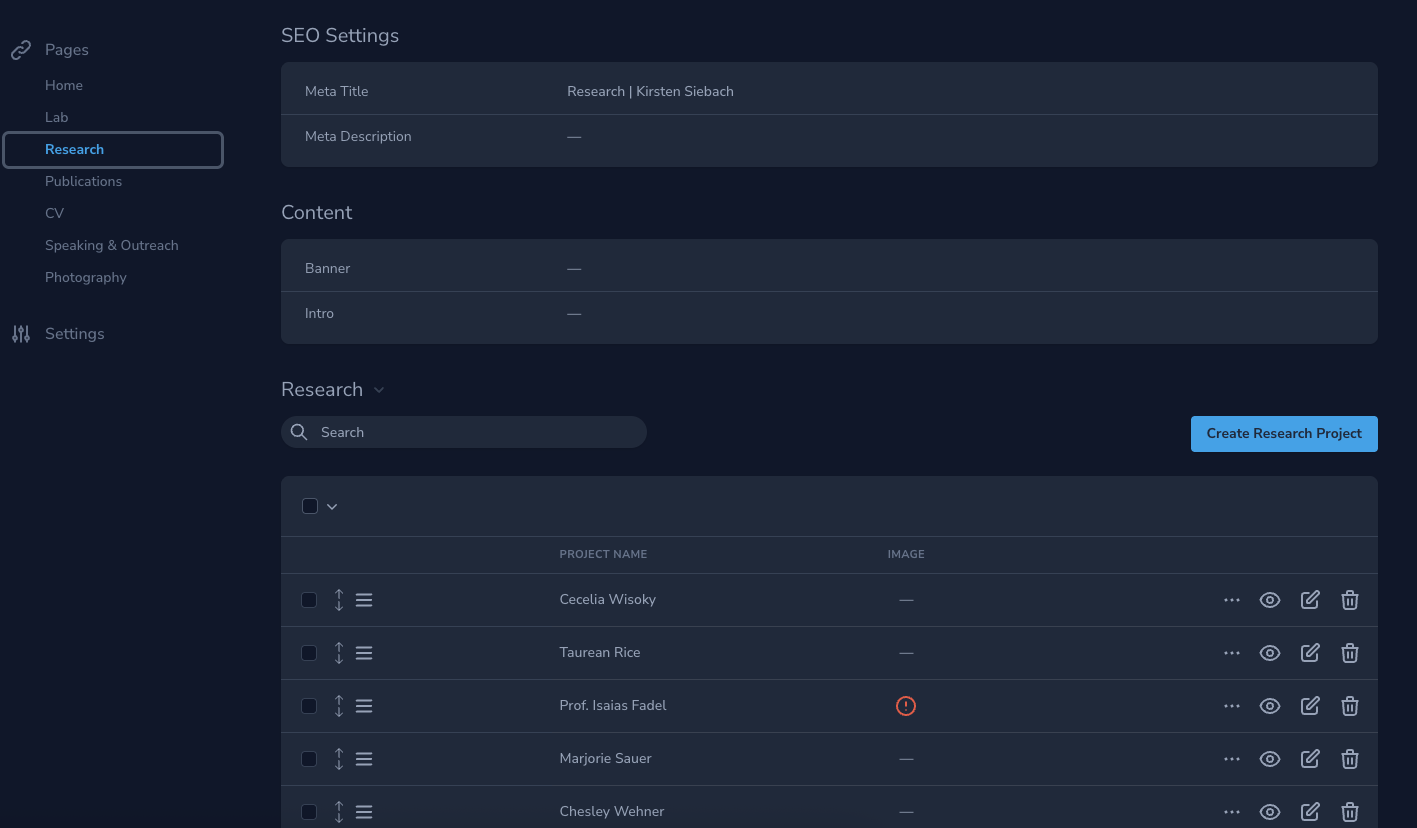 Pages
Home
Lab
Research
Publications
CV
Speaking & Outreach
Photography
Settings
SEO Settings
Meta Title Research | Kirsten Siebach
Meta Description —
Content
Banner —
Intro —
Research
Search
Create Research Project
PROJECT NAME IMAGE
Cecelia Wisoky —
Taurean Rice —
Prof. Isaias Fadel
Marjorie Sauer —
Chesley Wehner —